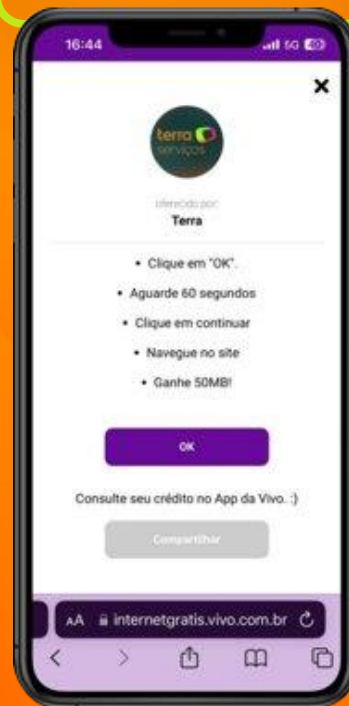 16:44
5G
terra
serviços
oferecido por:
Terra
• Clique em "OK".
• Aguarde 60 segundos
• Clique em continuar
• Navegue no site
• Ganhe 50MB!
OK
Consulte seu crédito no App da Vivo. :)
Compartilhar
AA internetgratis.vivo.com.br